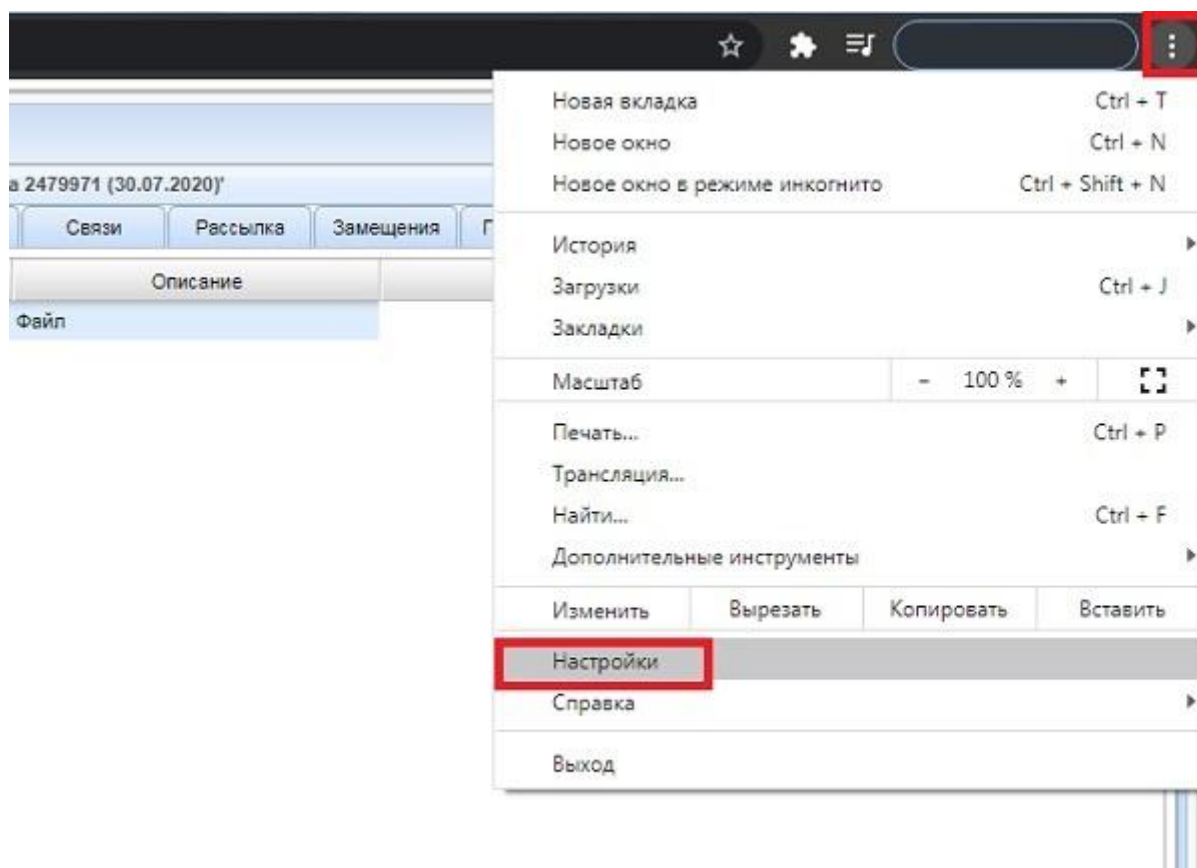 Новая вкладка Ctrl + T
Новое окно Ctrl + N
а 2479971 (30.07.2020)'
Новое окно в режиме инкогнито Ctrl + Shift + N
Связи Рассылка Замещения
История
Описание
Загрузки Ctrl + J
Файл
Закладки
Масштаб - 100 % +
Печать... Ctrl + P
Трансляция...
Найти... Ctrl + F
Дополнительные инструменты
Изменить Вырезать Копировать Вставить
Настройки
Справка
Выход